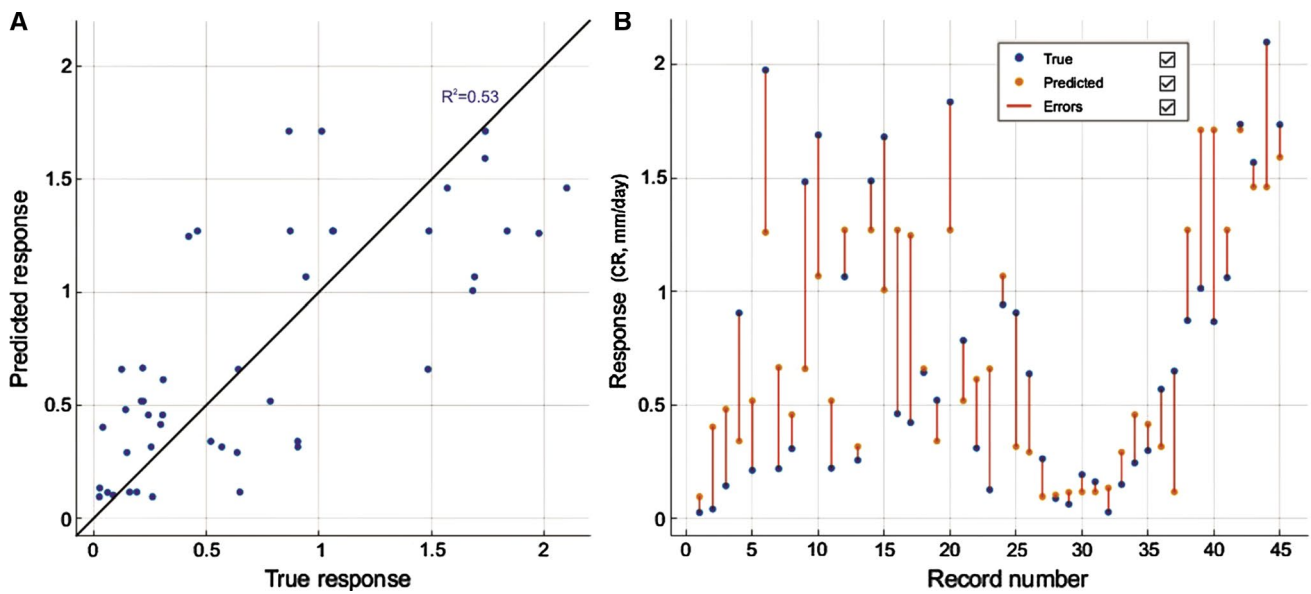 A
R²=0.53
Predicted response
2
1.5
1
0.5
0
0 0.5 1 1.5 2
True response
B
True
Predicted
Errors
Response (CR, mm/day)
2
1.5
1
0.5
0
0 5 10 15 20 25 30 35 40 45
Record number